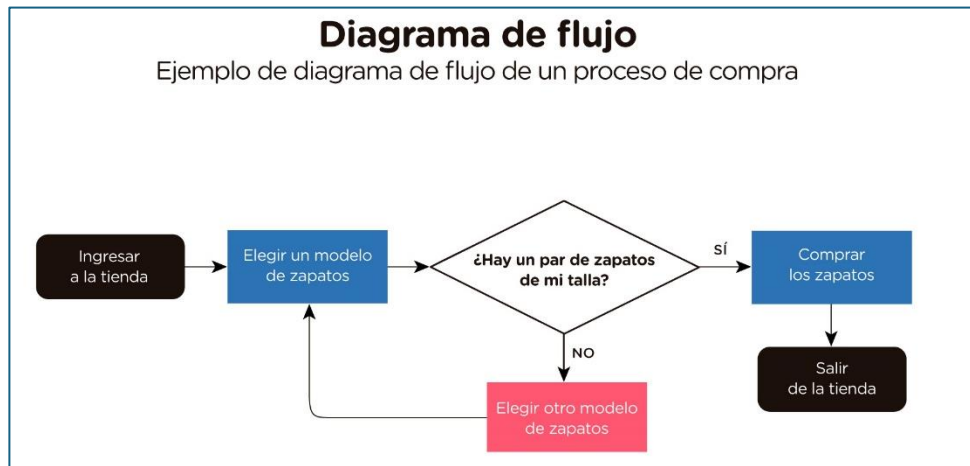 Diagrama de flujo
Ejemplo de diagrama de flujo de un proceso de compra
Ingresar
a la tienda
Elegir un modelo
de zapatos
¿Hay un par de zapatos
de mi talla?
SÍ
Comprar
los zapatos
NO
Elegir otro modelo
de zapatos
Salir
de la tienda